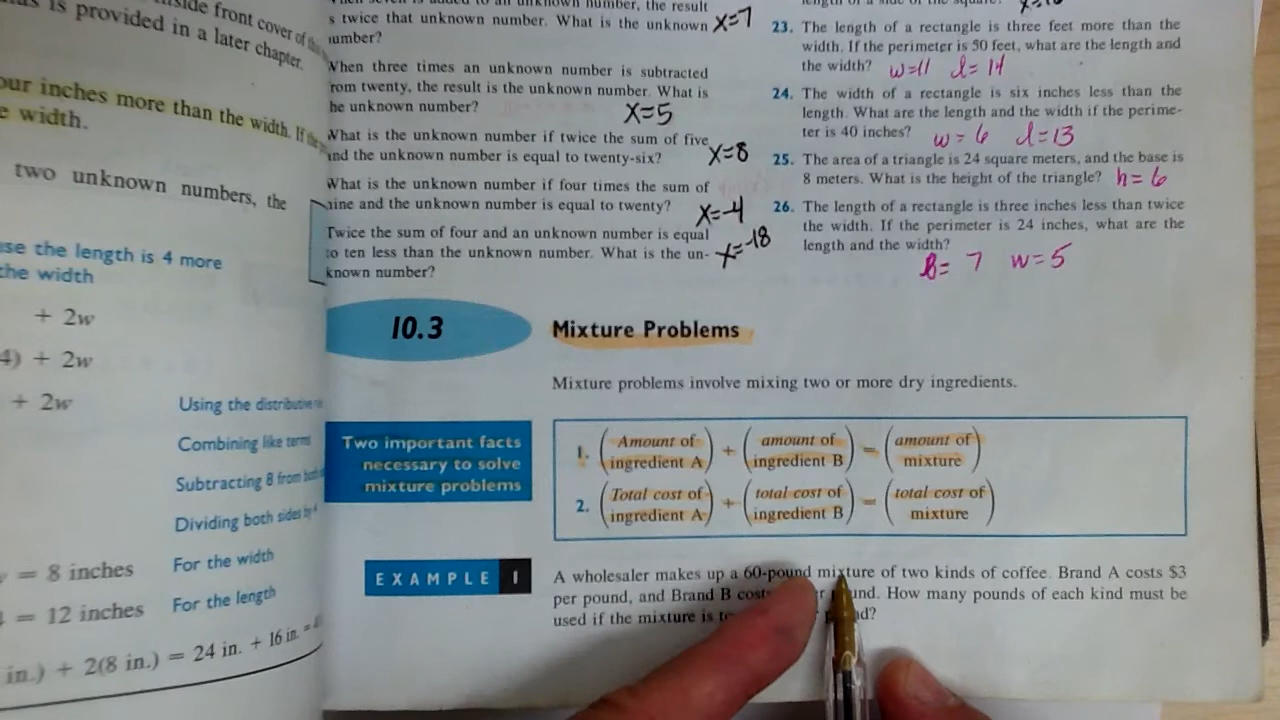 side front cover of
is provided in a later chapter.
our inches more than the width. If the
e width.
two unknown numbers, the
se the length is 4 more
the width
+ 2w
4) + 2w
+ 2w
Using the distributive
Combining like terms
Subtracting 8 from both
Dividing both sides by 4
= 8 inches For the width
= 12 inches For the length
in.) + 2(8 in.) = 24 in. + 16 in. =
unknown number, the result
s twice that unknown number. What is the unknown
umber?
x=7
When three times an unknown number is subtracted
rom twenty, the result is the unknown number. What is
he unknown number?
x=5
What is the unknown number if twice the sum of five
and the unknown number is equal to twenty-six?
x=8
What is the unknown number if four times the sum of
nine and the unknown number is equal to twenty?
x=-4
Twice the sum of four and an unknown number is equal
to ten less than the unknown number. What is the un-
known number?
x=-18
23. The length of a rectangle is three feet more than the
width. If the perimeter is 50 feet, what are the length and
the width? w=11 l=14
24. The width of a rectangle is six inches less than the
length. What are the length and the width if the perime-
ter is 40 inches? w=6 l=13
25. The area of a triangle is 24 square meters, and the base is
8 meters. What is the height of the triangle? h=6
26. The length of a rectangle is three inches less than twice
the width. If the perimeter is 24 inches, what are the
length and the width?
= 7 w=5
10.3 Mixture Problems
Mixture problems involve mixing two or more dry ingredients.
Two important facts
necessary to solve
mixture problems
1. (Amount of ingredient A) + (amount of ingredient B) = (amount of mixture)
2. (Total cost of ingredient A) + (total cost of ingredient B) = (total cost of mixture)
EXAMPLE 1
A wholesaler makes up a 60-pound mixture of two kinds of coffee. Brand A costs $3
per pound, and Brand B costs und. How many pounds of each kind must be
used if the mixture is